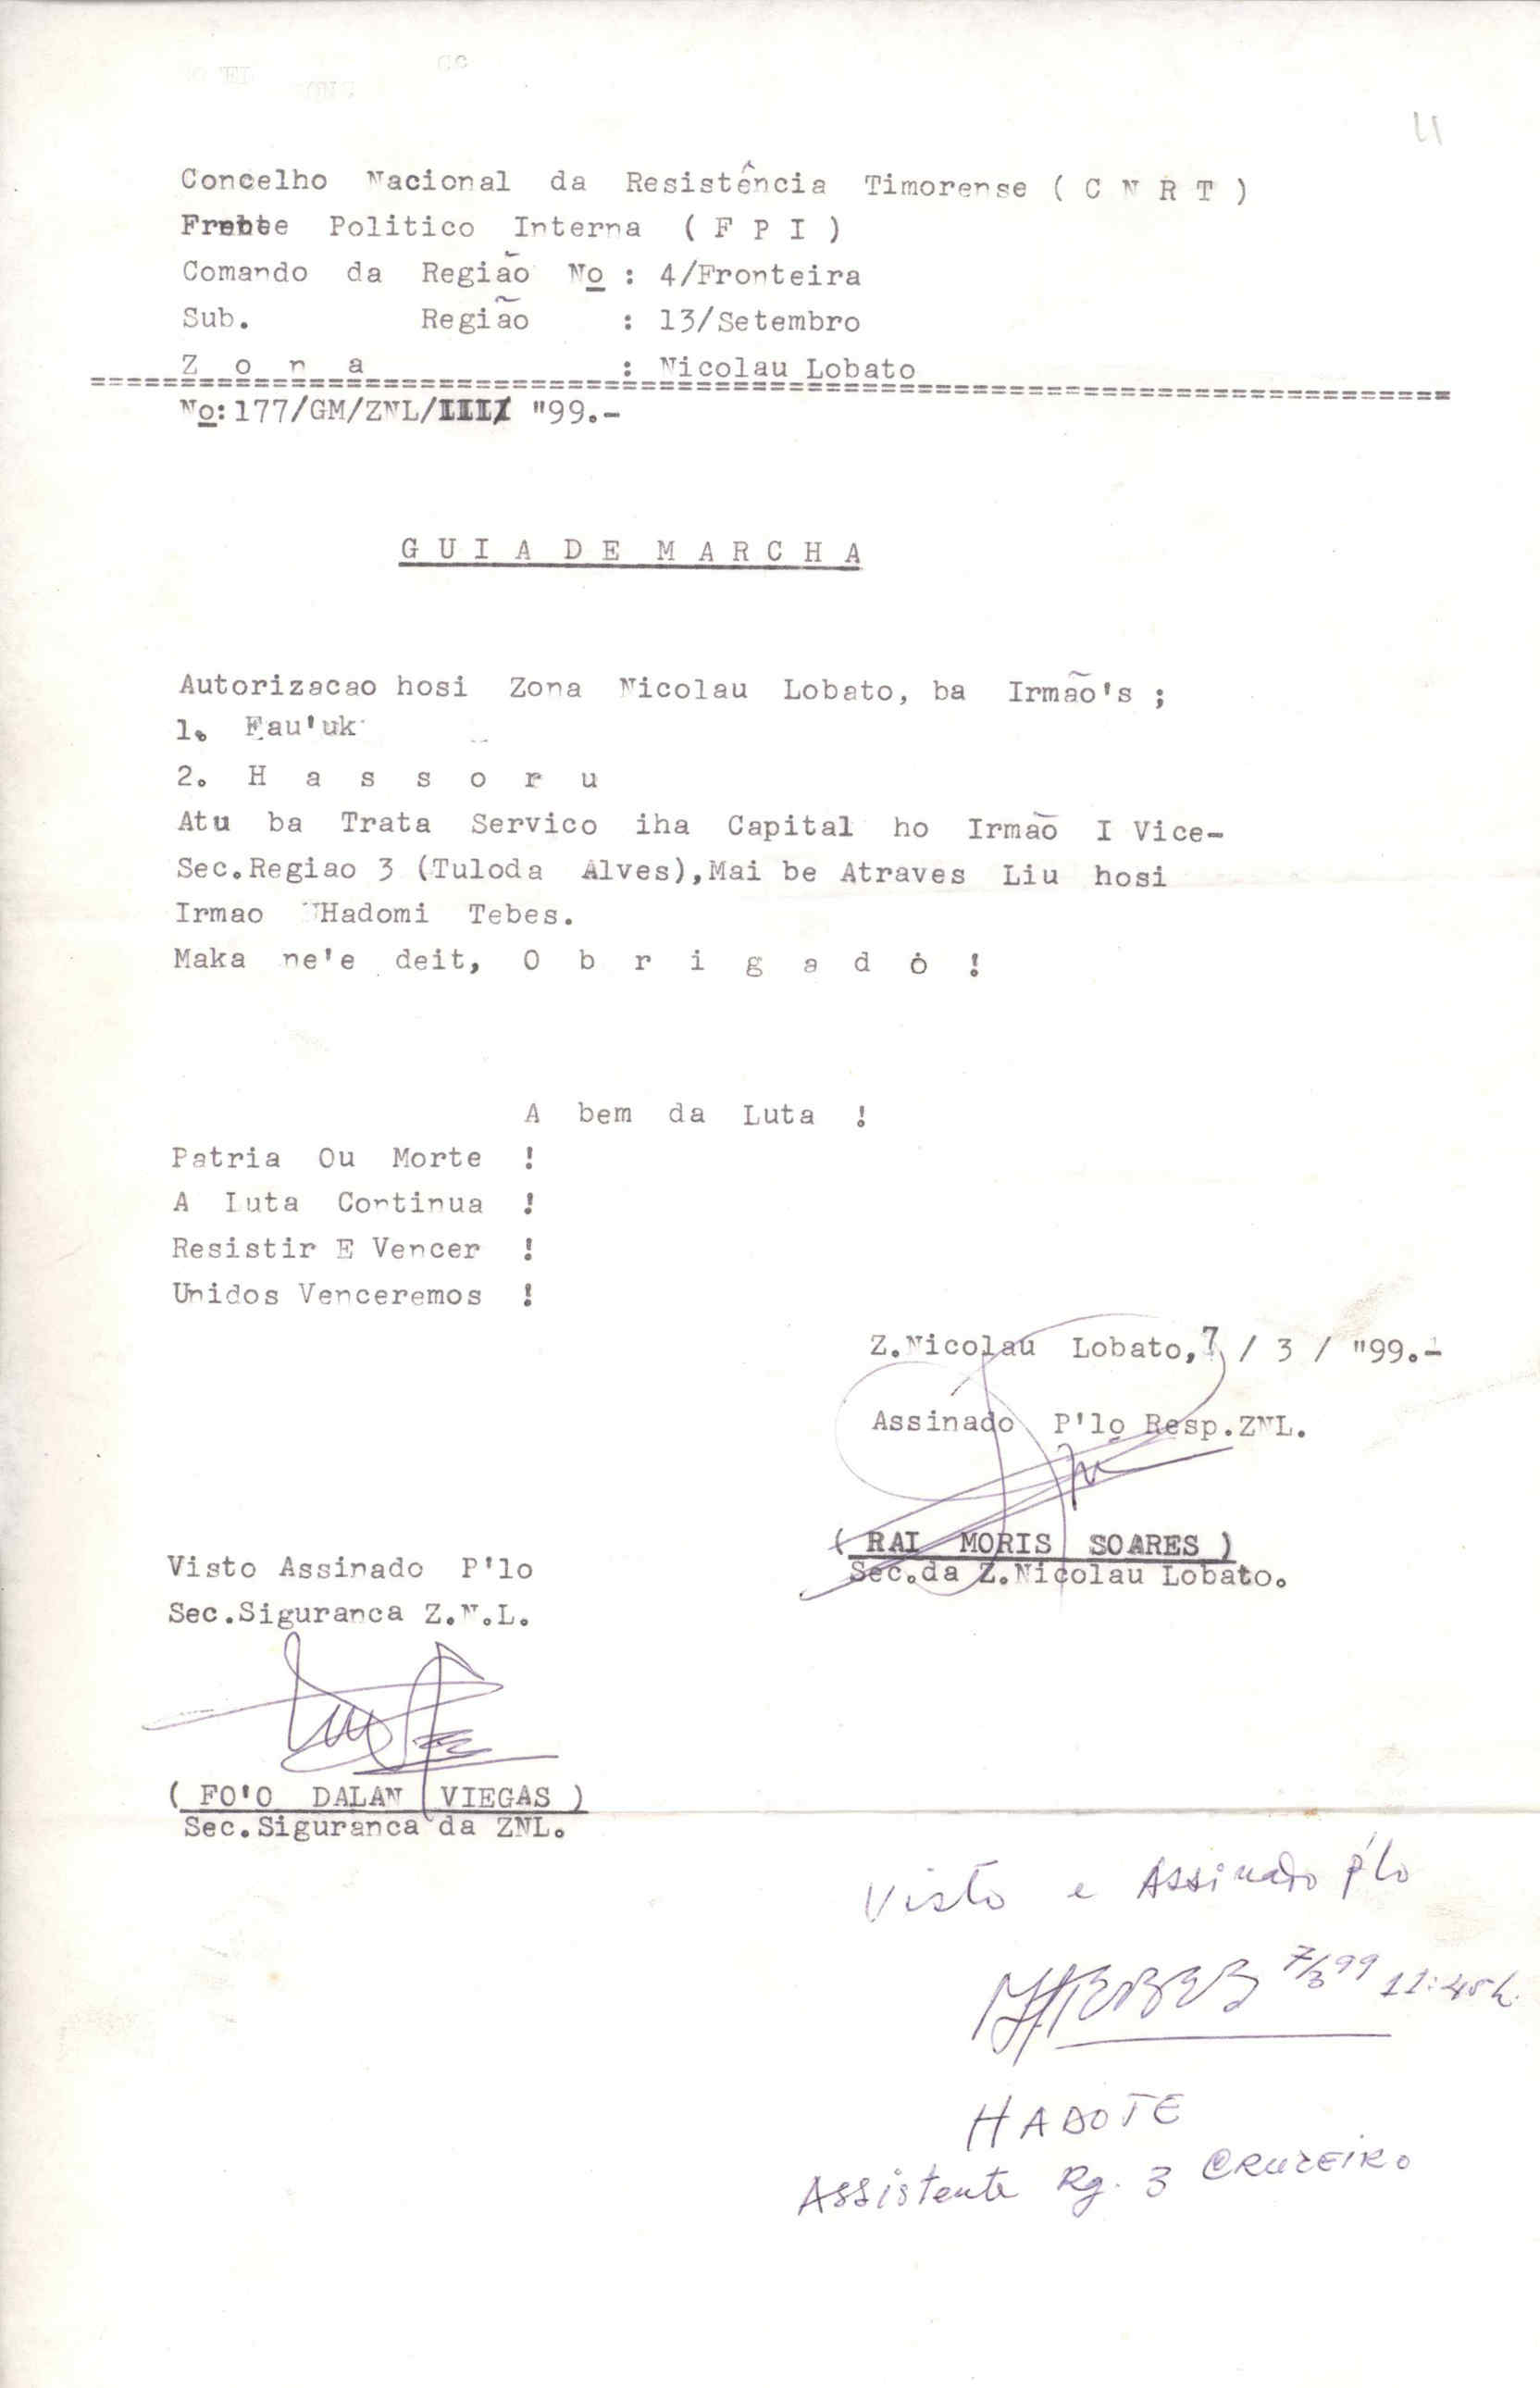 11
Concelho Nacional da Resistência Timorense ( C N R T )
Frente Politico Interna ( F P I )
Comando da Região No : 4/Fronteira
Sub. Região : 13/Setembro
Z o n a : Nicolau Lobato
No: 177/GM/ZNL/III/ "99.-
G U I A D E M A R C H A
Autorizacao hosi Zona Nicolau Lobato, ba Irmão's ;
1. Fau'uk
2. H a s s o r u
Atu ba Trata Servico iha Capital ho Irmão I Vice-
Sec.Regiao 3 (Tuloda Alves),Mai be Atraves Liu hosi
Irmao Hadomi Tebes.
Maka ne'e deit, O b r i g a d o !
A bem da Luta !
Patria Ou Morte !
A Luta Continua !
Resistir E Vencer !
Unidos Venceremos !
Z.Nicolau Lobato,7 / 3 / "99.-
Assinado P'lo Resp.ZNL.
( RAI MORIS SOARES )
Sec.da Z.Nicolau Lobato.
Visto Assinado P'lo
Sec.Siguranca Z.N.L.
( FO'O DALAN VIEGAS )
Sec.Siguranca da ZNL.
Visto e Assinado p'lo
7/3 99 11:45h.
HADOTE
Assistente Rg. 3 CRUZEIRO